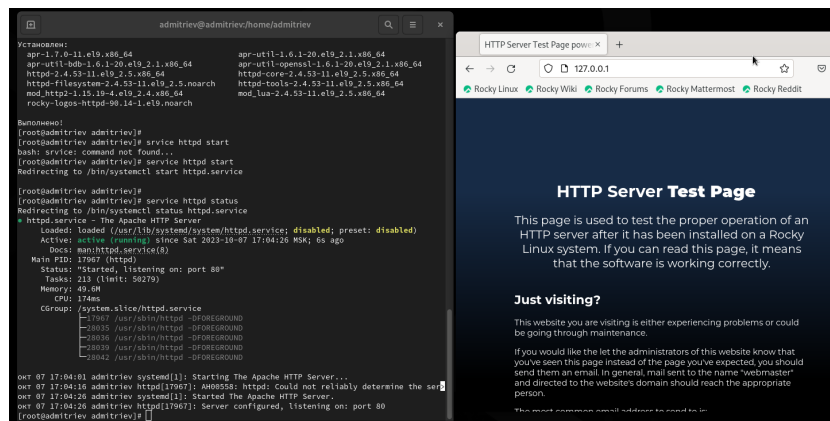 admitriev@admitriev:/home/admitriev
Установлен:
apr-1.7.0-11.el9.x86_64 apr-util-1.6.1-20.el9_2.1.x86_64
apr-util-bdb-1.6.1-20.el9_2.1.x86_64 apr-util-openssl-1.6.1-20.el9_2.1.x86_64
httpd-2.4.53-11.el9_2.5.x86_64 httpd-core-2.4.53-11.el9_2.5.x86_64
httpd-filesystem-2.4.53-11.el9_2.5.noarch httpd-tools-2.4.53-11.el9_2.5.x86_64
mod_http2-1.15.19-4.el9_2.4.x86_64 mod_lua-2.4.53-11.el9_2.5.x86_64
rocky-logos-httpd-90.14-1.el9.noarch
Выполнено!
[root@admitriev admitriev]#
[root@admitriev admitriev]# srvice httpd start
bash: srvice: command not found...
[root@admitriev admitriev]# service httpd start
Redirecting to /bin/systemctl start httpd.service
[root@admitriev admitriev]#
[root@admitriev admitriev]# service httpd status
Redirecting to /bin/systemctl status httpd.service
● httpd.service - The Apache HTTP Server
Loaded: loaded (/usr/lib/systemd/system/httpd.service; disabled; preset: disabled)
Active: active (running) since Sat 2023-10-07 17:04:26 MSK; 6s ago
Docs: man:httpd.service(8)
Main PID: 17967 (httpd)
Status: "Started, listening on: port 80"
Tasks: 213 (limit: 50279)
Memory: 49.6M
CPU: 174ms
CGroup: /system.slice/httpd.service
├─17967 /usr/sbin/httpd -DFOREGROUND
├─28035 /usr/sbin/httpd -DFOREGROUND
├─28036 /usr/sbin/httpd -DFOREGROUND
├─28039 /usr/sbin/httpd -DFOREGROUND
└─28042 /usr/sbin/httpd -DFOREGROUND
окт 07 17:04:01 admitriev systemd[1]: Starting The Apache HTTP Server...
окт 07 17:04:16 admitriev httpd[17967]: AH00558: httpd: Could not reliably determine the ser>
окт 07 17:04:26 admitriev systemd[1]: Started The Apache HTTP Server.
окт 07 17:04:26 admitriev httpd[17967]: Server configured, listening on: port 80
[root@admitriev admitriev]#
HTTP Server Test Page powe
127.0.0.1
Rocky Linux Rocky Wiki Rocky Forums Rocky Mattermost Rocky Reddit
HTTP Server Test Page
This page is used to test the proper operation of an
HTTP server after it has been installed on a Rocky
Linux system. If you can read this page, it means
that the software is working correctly.
Just visiting?
This website you are visiting is either experiencing problems or could
be going through maintenance.
If you would like the let the administrators of this website know that
you've seen this page instead of the page you've expected, you should
send them an email. In general, mail sent to the name "webmaster"
and directed to the website's domain should reach the appropriate
person.
The most common email address to send to is: